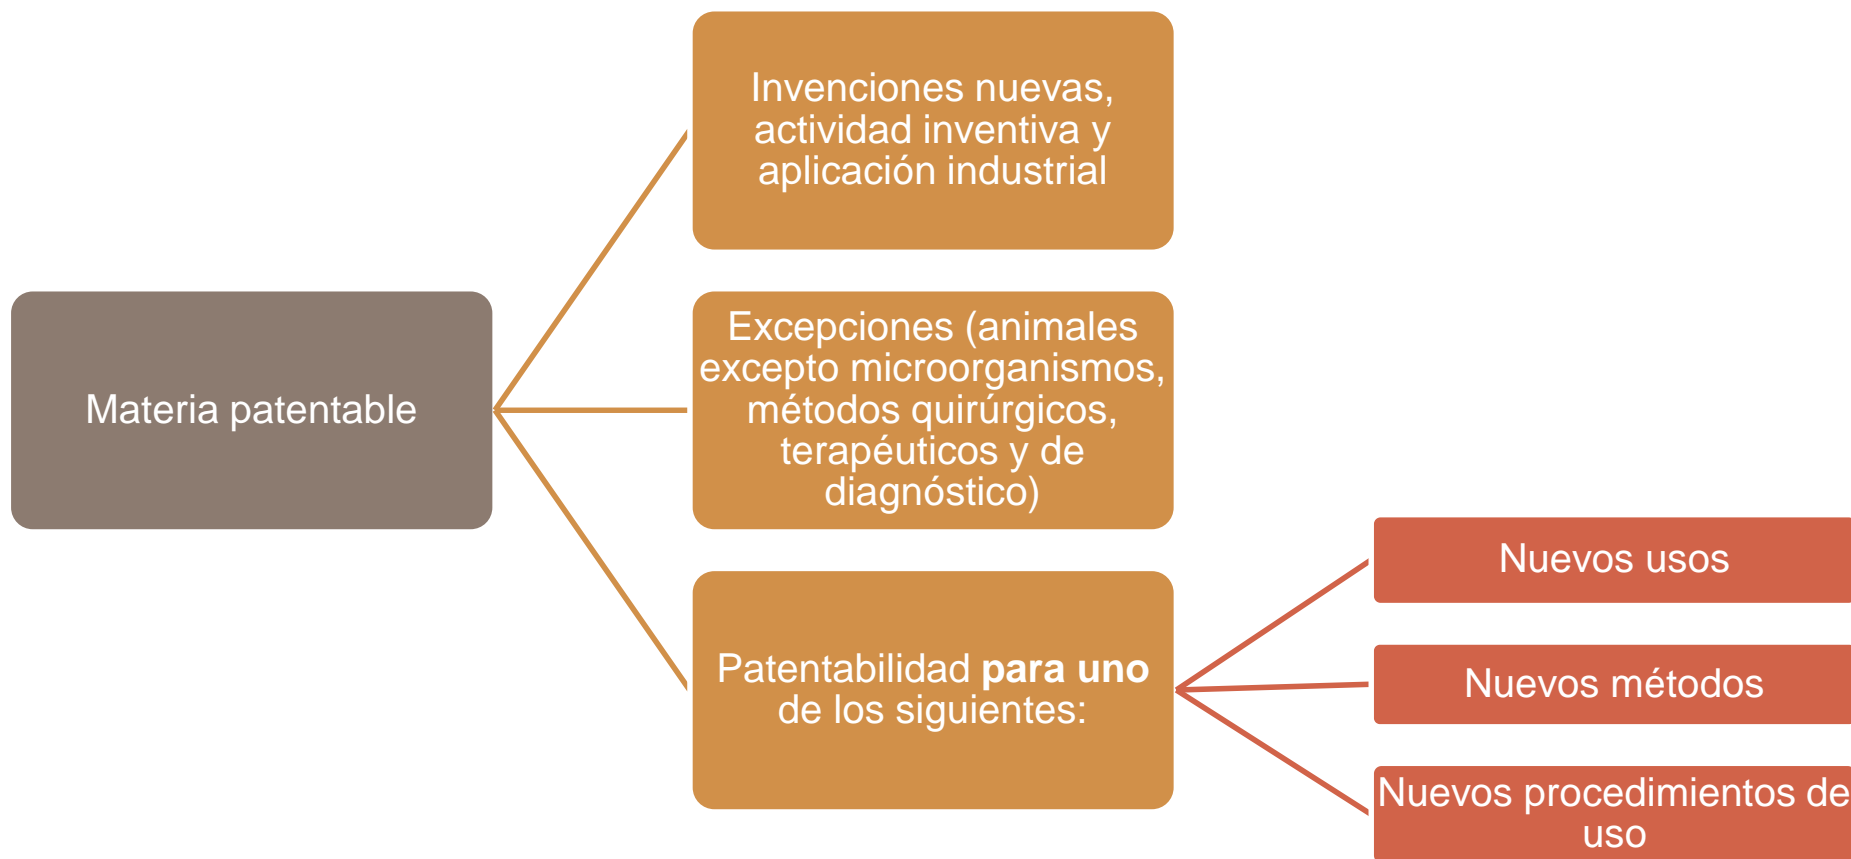 Invenciones nuevas,
actividad inventiva y
aplicación industrial
Materia patentable
Excepciones (animales
excepto microorganismos,
métodos quirúrgicos,
terapéuticos y de
diagnóstico)
Patentabilidad para uno
de los siguientes:
Nuevos usos
Nuevos métodos
Nuevos procedimientos de
uso